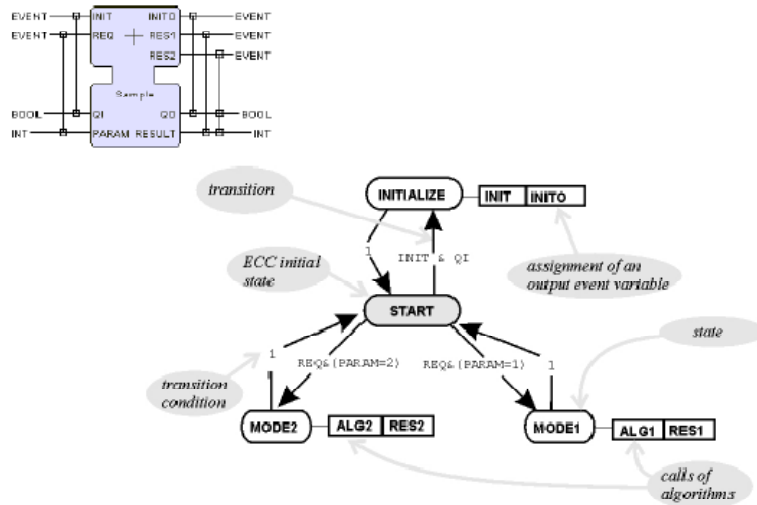 EVENT INIT INITO EVENT
EVENT REQ RES1 EVENT
RES2 EVENT
Sample
BOOL QI QO BOOL
INT PARAM RESULT INT
transition
INITIALIZE
INIT INITO
1
INIT & QI
ECC initial
state
assignment of an
output event variable
START
state
1
REQ&(PARAM=2)
REQ&(PARAM=1)
1
transition
condition
MODE2
ALG2 RES2
MODE1
ALG1 RES1
calls of
algorithms